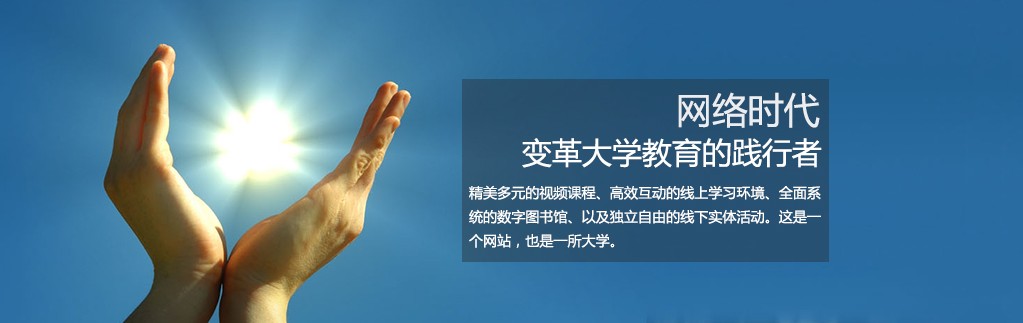 网络时代
变革大学教育的践行者
精美多元的视频课程、高效互动的线上学习环境、全面系
统的数字图书馆、以及独立自由的线下实体活动。这是一
个网站，也是一所大学。